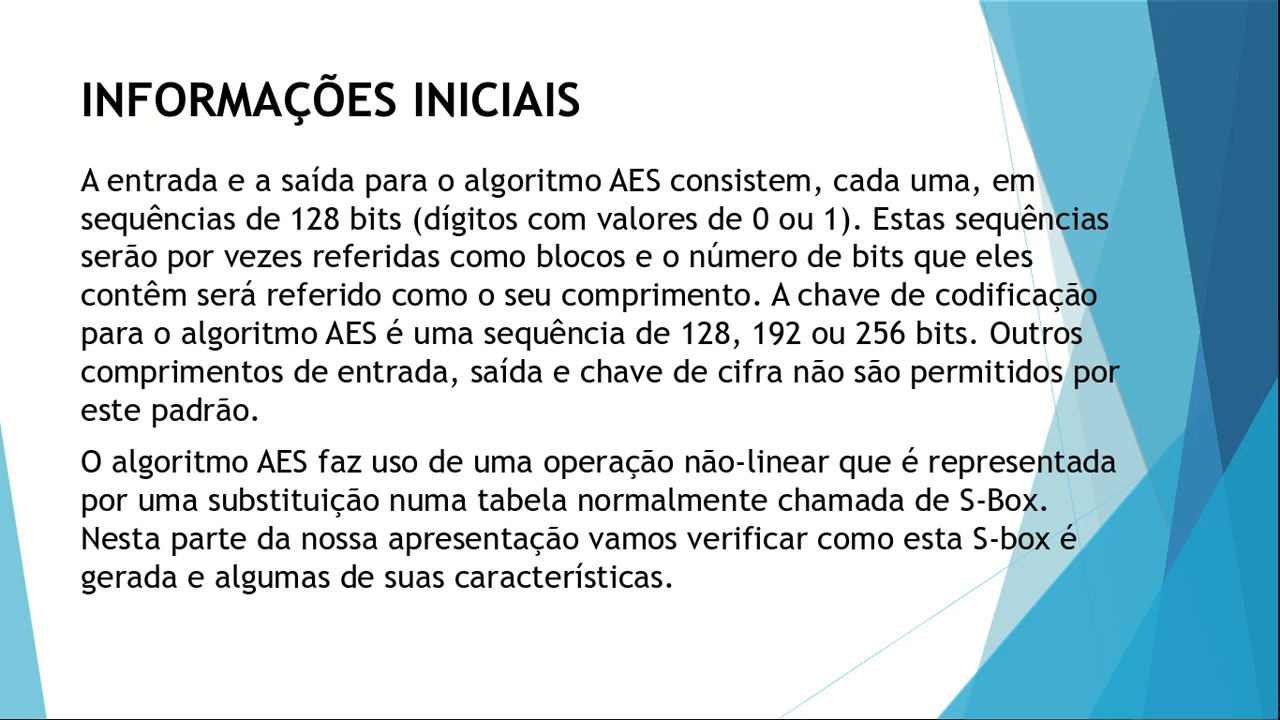 INFORMAÇÕES INICIAIS
A entrada e a saída para o algoritmo AES consistem, cada uma, em
sequências de 128 bits (dígitos com valores de 0 ou 1). Estas sequências
serão por vezes referidas como blocos e o número de bits que eles
contêm será referido como o seu comprimento. A chave de codificação
para o algoritmo AES é uma sequência de 128, 192 ou 256 bits. Outros
comprimentos de entrada, saída e chave de cifra não são permitidos por
este padrão.
O algoritmo AES faz uso de uma operação não-linear que é representada
por uma substituição numa tabela normalmente chamada de S-Box.
Nesta parte da nossa apresentação vamos verificar como esta S-box é
gerada e algumas de suas características.